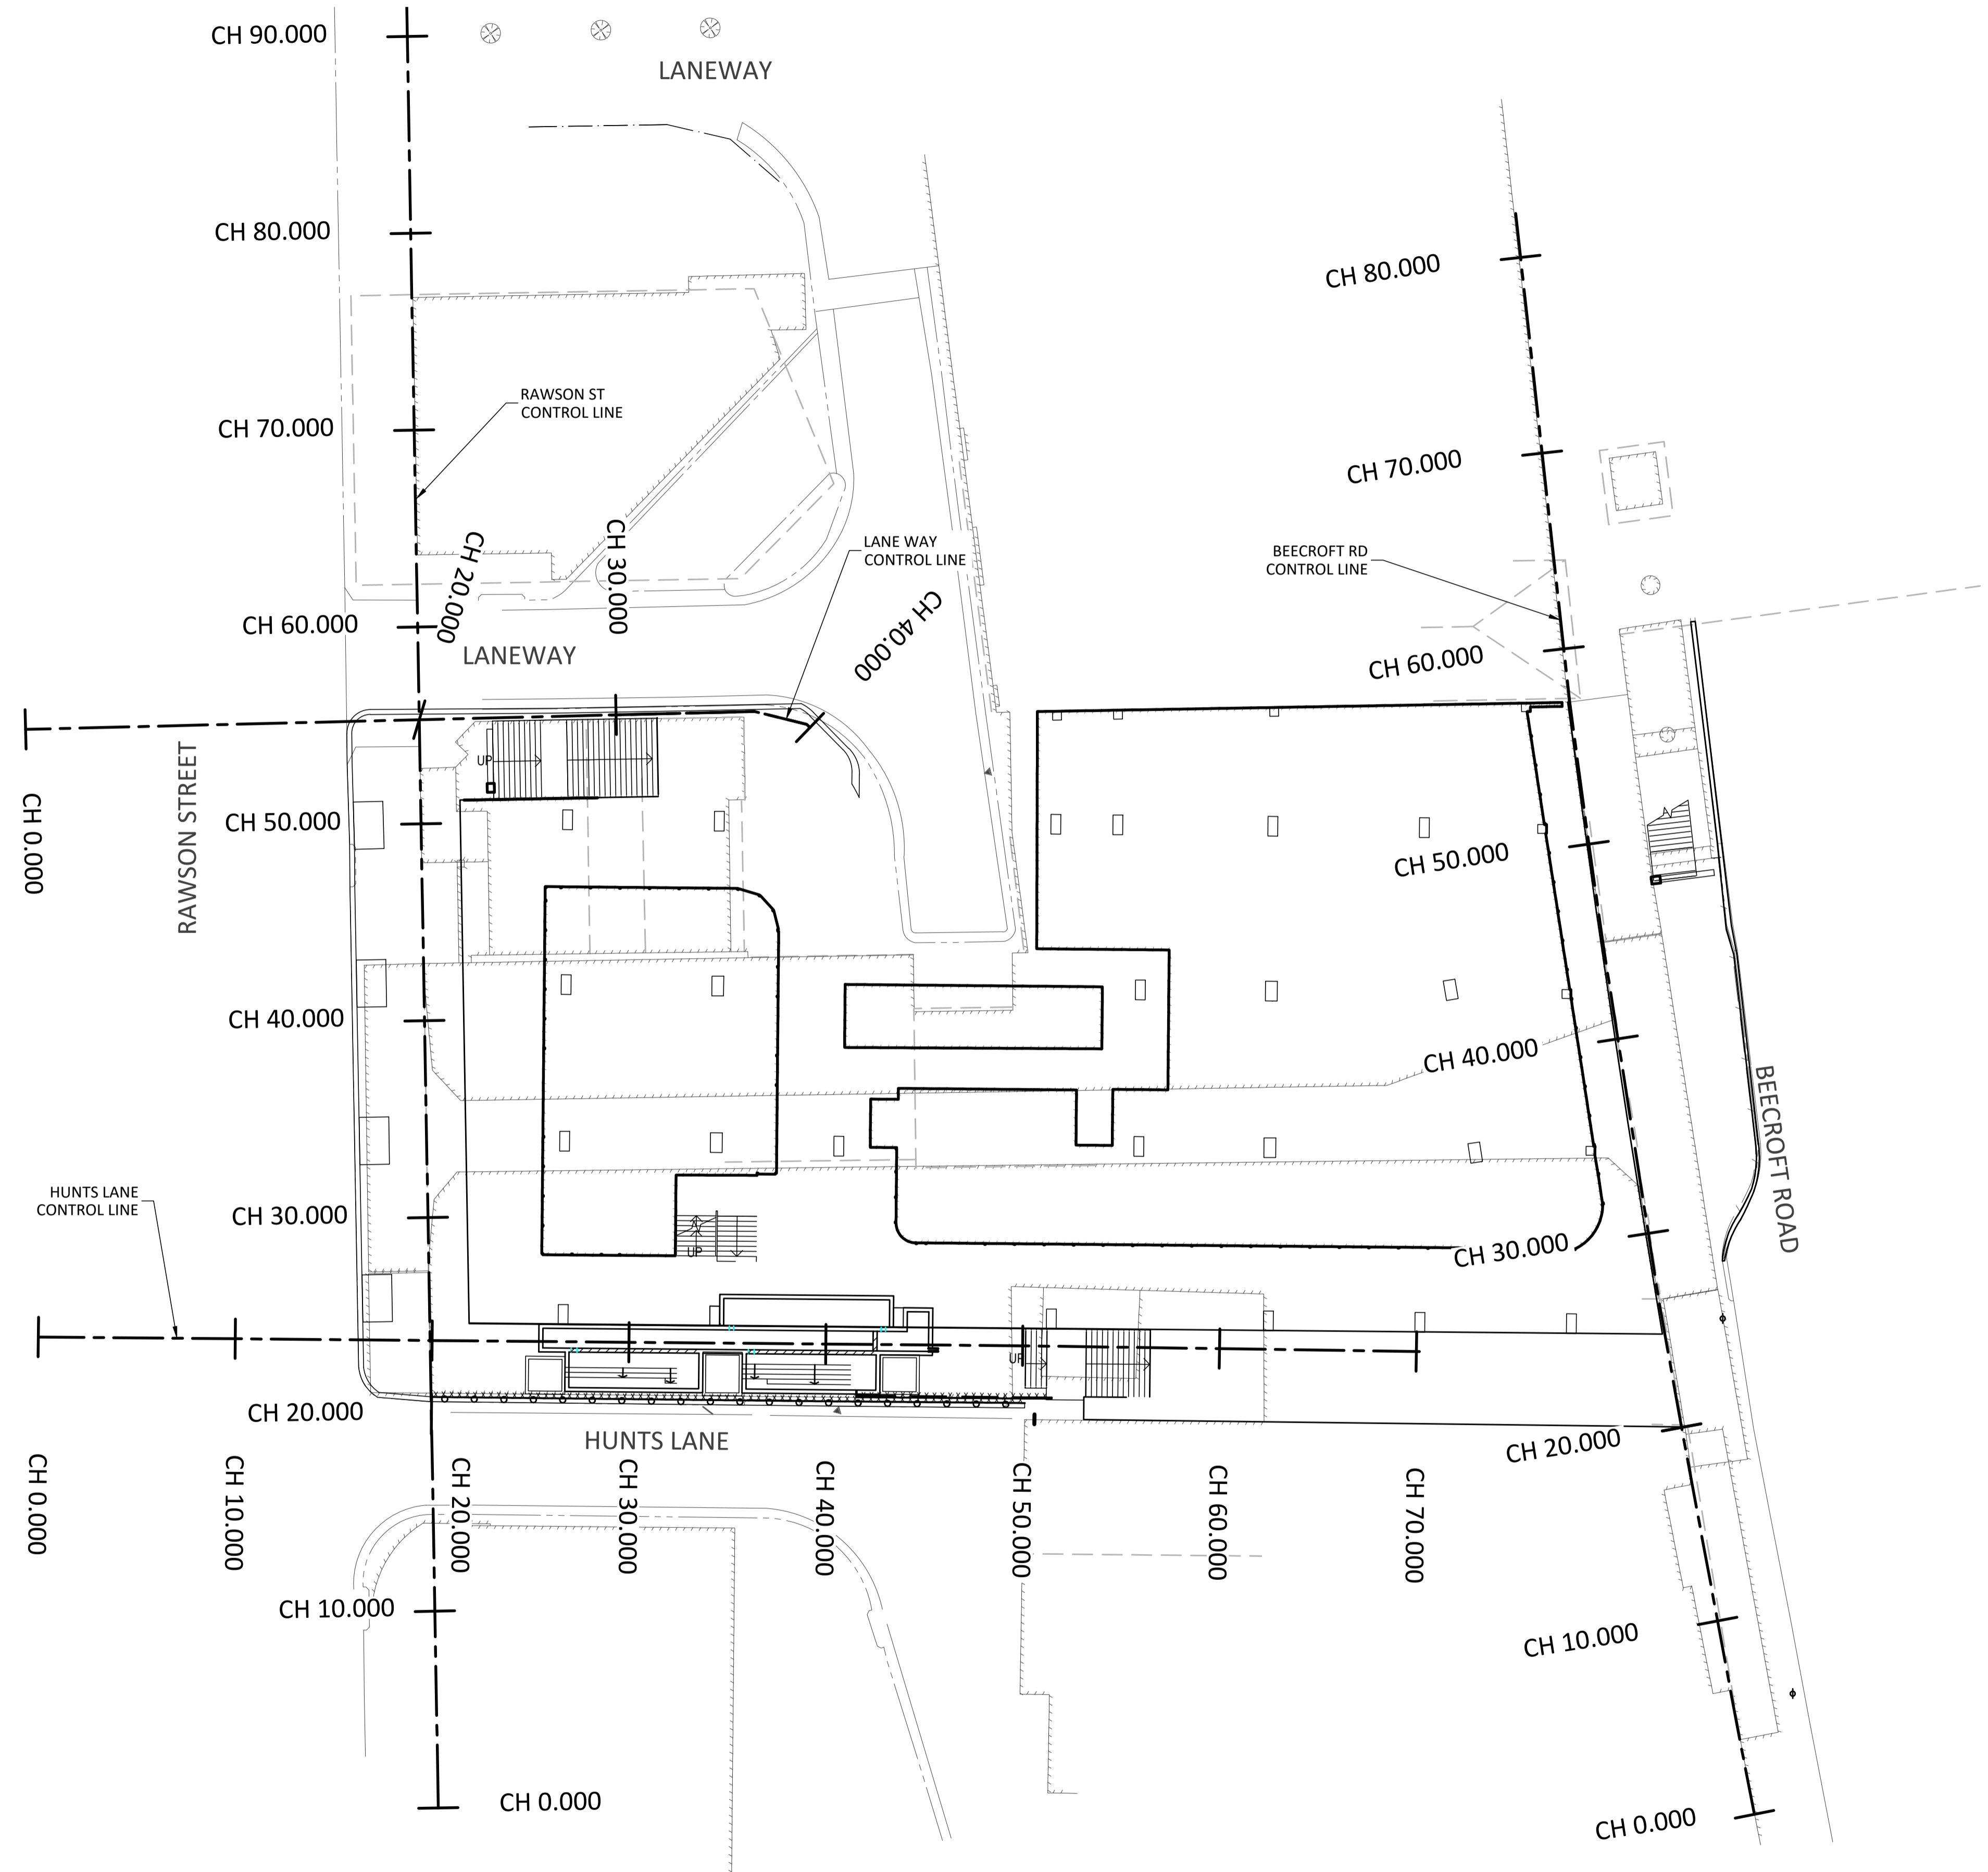 CH 90.000
LANEWAY
CH 80.000
CH 80.000
RAWSON ST
CONTROL LINE
CH 70.000
CH 70.000
CH 20.000
CH 30.000
LANE WAY
CONTROL LINE
CH 40.000
BEECROFT RD
CONTROL LINE
CH 60.000
LANEWAY
CH 60.000
RAWSON STREET
UP
CH 0.000
CH 50.000
CH 50.000
CH 40.000
CH 40.000
BEECROFT ROAD
HUNTS LANE
CONTROL LINE
CH 30.000
UP
CH 30.000
UP
CH 20.000
HUNTS LANE
CH 20.000
CH 0.000
CH 10.000
CH 20.000
CH 30.000
CH 40.000
CH 50.000
CH 60.000
CH 70.000
CH 10.000
CH 10.000
CH 0.000
CH 0.000